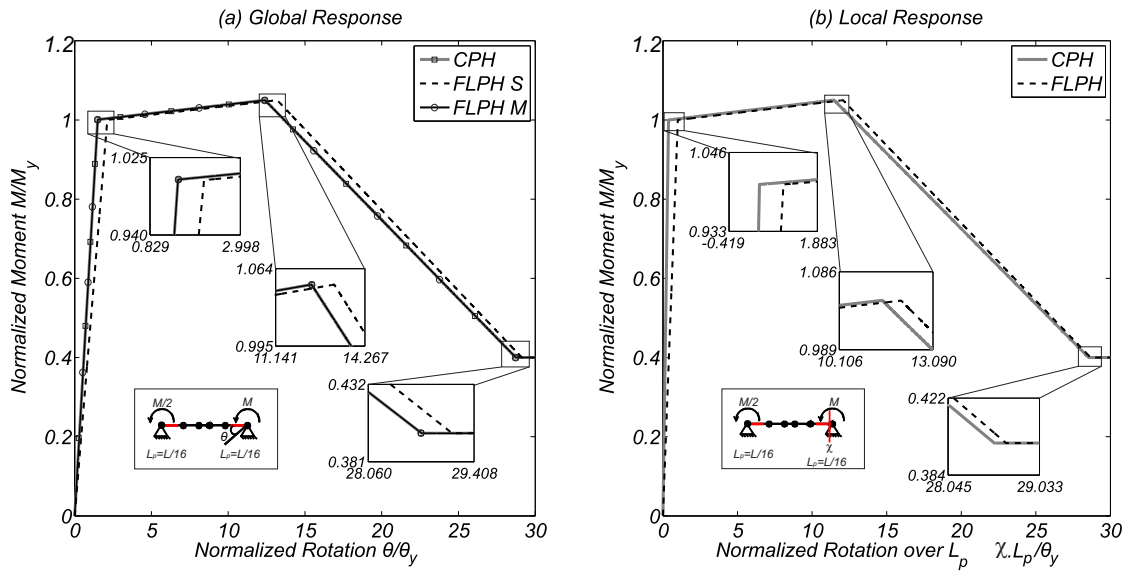 (a) Global Response
1.2
1
0.8
0.6
0.4
0.2
0
Normalized Moment M/My
CPH
FLPH S
FLPH M
1.025
0.940
0.829 2.998
1.064
0.995
11.141 14.267
0.432
0.381
28.060 29.408
M/2 M
θ
Lp=L/16 Lp=L/16
0 5 10 15 20 25 30
Normalized Rotation θ/θy
(b) Local Response
1.2
1
0.8
0.6
0.4
0.2
0
Normalized Moment M/My
CPH
FLPH
1.046
0.933
-0.419 1.883
1.086
0.989
10.106 13.090
0.422
0.384
28.045 29.033
M/2 M
χ
Lp=L/16 Lp=L/16
0 5 10 15 20 25 30
Normalized Rotation over Lp χ.Lp/θy